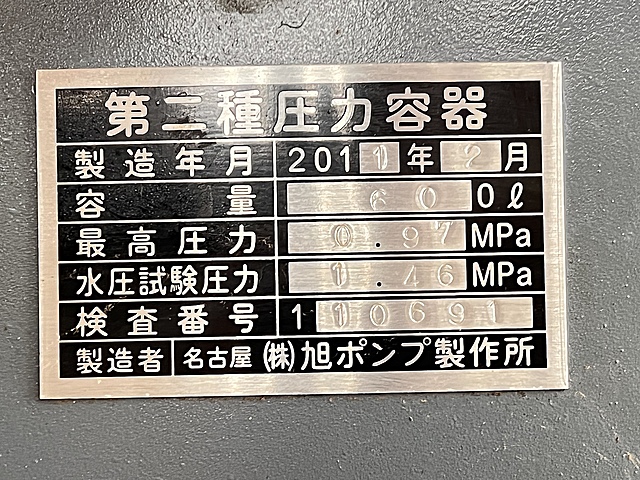 第二種圧力容器
製造年月 2011年2月
容量 600ℓ
最高圧力 0.97MPa
水圧試験圧力 1.46MPa
検査番号 1110691
製造者 名古屋 ㈱旭ポンプ製作所